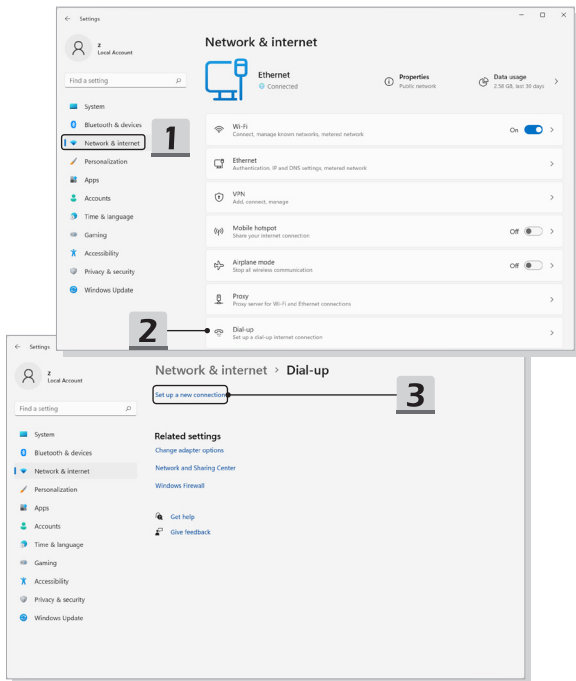 Settings
z
Local Account
Find a setting
System
Bluetooth & devices
Network & internet
Personalization
Apps
Accounts
Time & language
Gaming
Accessibility
Privacy & security
Windows Update
1
2
Network & internet
Ethernet
Connected
Properties
Public network
Data usage
2.58 GB, last 30 days
Wi-Fi
Connect, manage known networks, metered network
On
Ethernet
Authentication, IP and DNS settings, metered network
VPN
Add, connect, manage
Mobile hotspot
Share your internet connection
Off
Airplane mode
Stop all wireless communication
Off
Proxy
Proxy server for Wi-Fi and Ethernet connections
Dial-up
Set up a dial-up internet connection
Settings
z
Local Account
Find a setting
System
Bluetooth & devices
Network & internet
Personalization
Apps
Accounts
Time & language
Gaming
Accessibility
Privacy & security
Windows Update
Network & internet > Dial-up
Set up a new connection
3
Related settings
Change adapter options
Network and Sharing Center
Windows Firewall
Get help
Give feedback